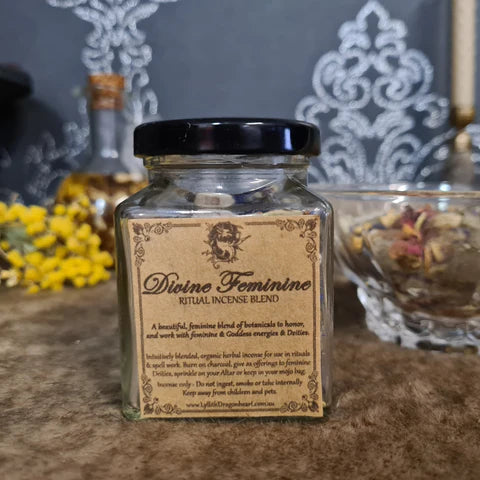 Divine Feminine
RITUAL INCENSE BLEND
A beautiful, feminine blend of botanicals to honor,
and work with feminine & Goddess energies & Deities.
Intuitively blended, organic herbal incense for use in rituals
& spell work. Burn on charcoal, give as offerings to feminine
Deities, sprinkle on your Altar or keep in your mojo bag.
Incense only - Do not ingest, smoke or take internally
Keep away from children and pets.
www.LyllithDragonheart.com.au